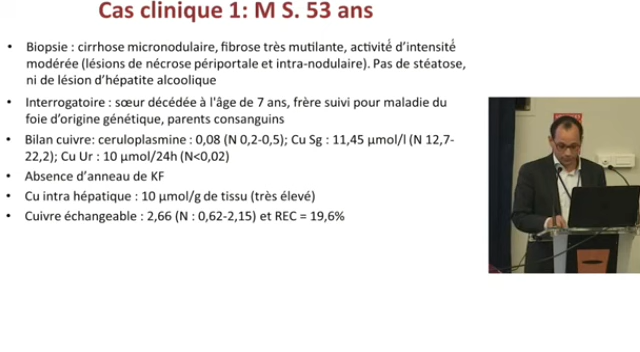 Cas clinique 1: M S. 53 ans
• Biopsie : cirrhose micronodulaire, fibrose très mutilante, activité d'intensité
modérée (lésions de nécrose périportale et intra-nodulaire). Pas de stéatose,
ni de lésion d'hépatite alcoolique
• Interrogatoire : sœur décédée à l'âge de 7 ans, frère suivi pour maladie du
foie d'origine génétique, parents consanguins
• Bilan cuivre: ceruloplasmine : 0,08 (N 0,2-0,5); Cu Sg : 11,45 µmol/l (N 12,7-
22,2); Cu Ur : 10 µmol/24h (N<0,02)
• Absence d'anneau de KF
• Cu intra hépatique : 10 µmol/g de tissu (très élevé)
• Cuivre échangeable : 2,66 (N : 0,62-2,15) et REC = 19,6%